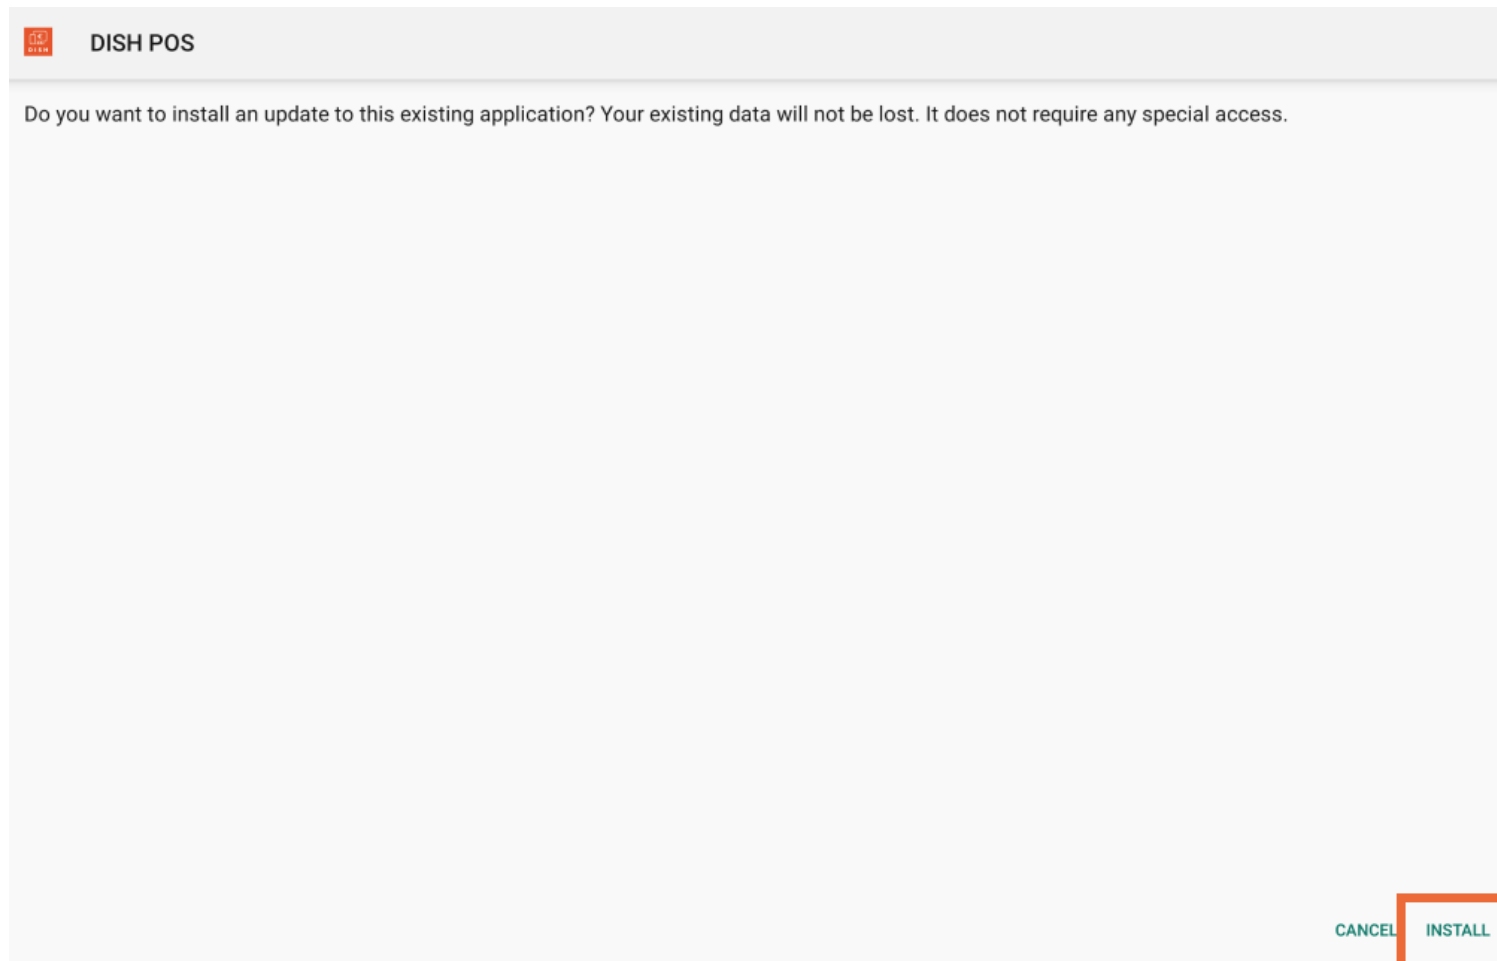 DISH
DISH POS
Do you want to install an update to this existing application? Your existing data will not be lost. It does not require any special access.
CANCEL
INSTALL